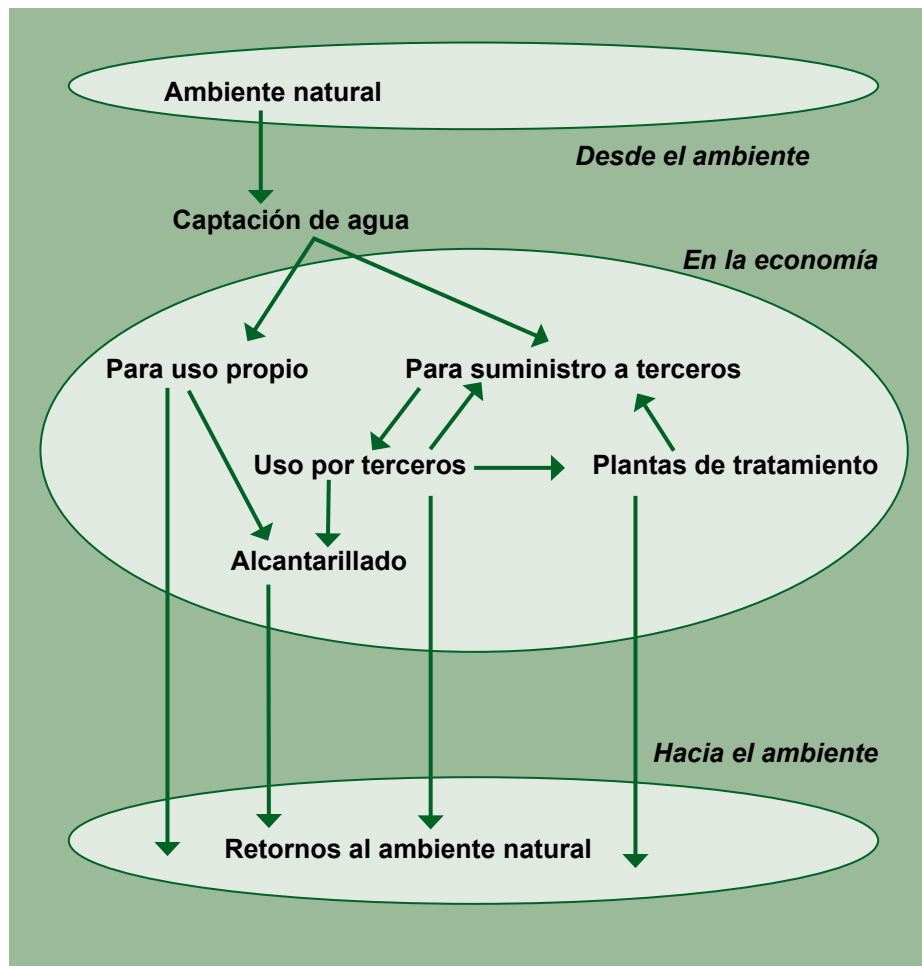 Ambiente natural
Desde el ambiente
Captación de agua
En la economía
Para uso propio
Para suministro a terceros
Uso por terceros
Plantas de tratamiento
Alcantarillado
Hacia el ambiente
Retornos al ambiente natural